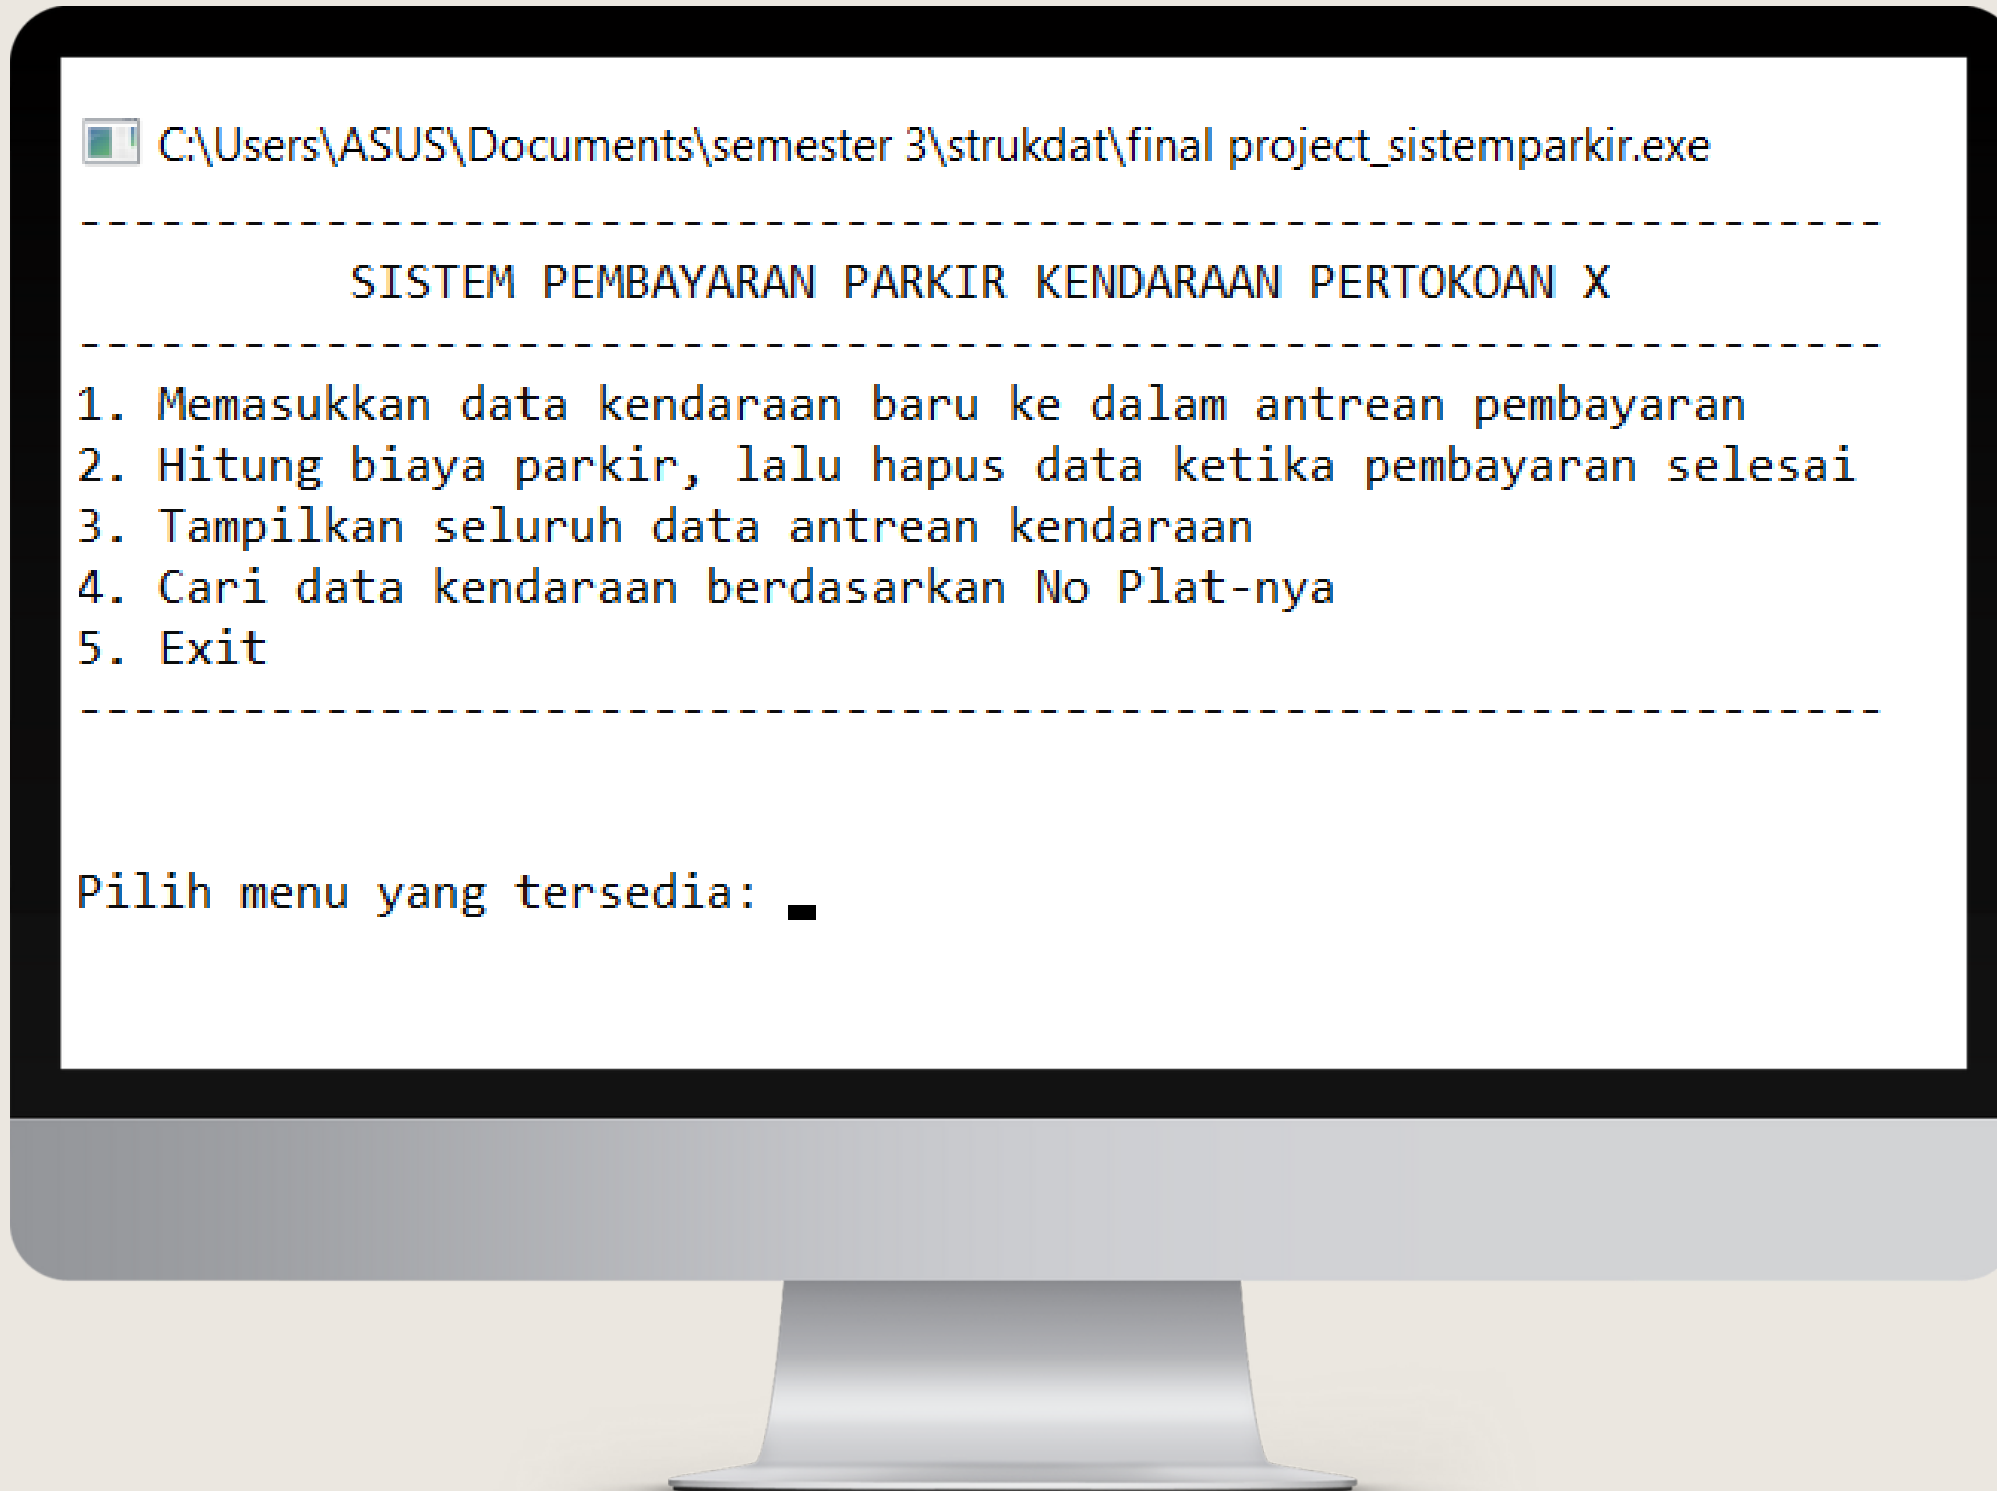 C:\Users\ASUS\Documents\semester 3\strukdat\final project_sistemparkir.exe
------------------------------------------------------------------
SISTEM PEMBAYARAN PARKIR KENDARAAN PERTOKOAN X
------------------------------------------------------------------
1. Memasukkan data kendaraan baru ke dalam antrean pembayaran
2. Hitung biaya parkir, lalu hapus data ketika pembayaran selesai
3. Tampilkan seluruh data antrean kendaraan
4. Cari data kendaraan berdasarkan No Plat-nya
5. Exit
------------------------------------------------------------------
Pilih menu yang tersedia: _